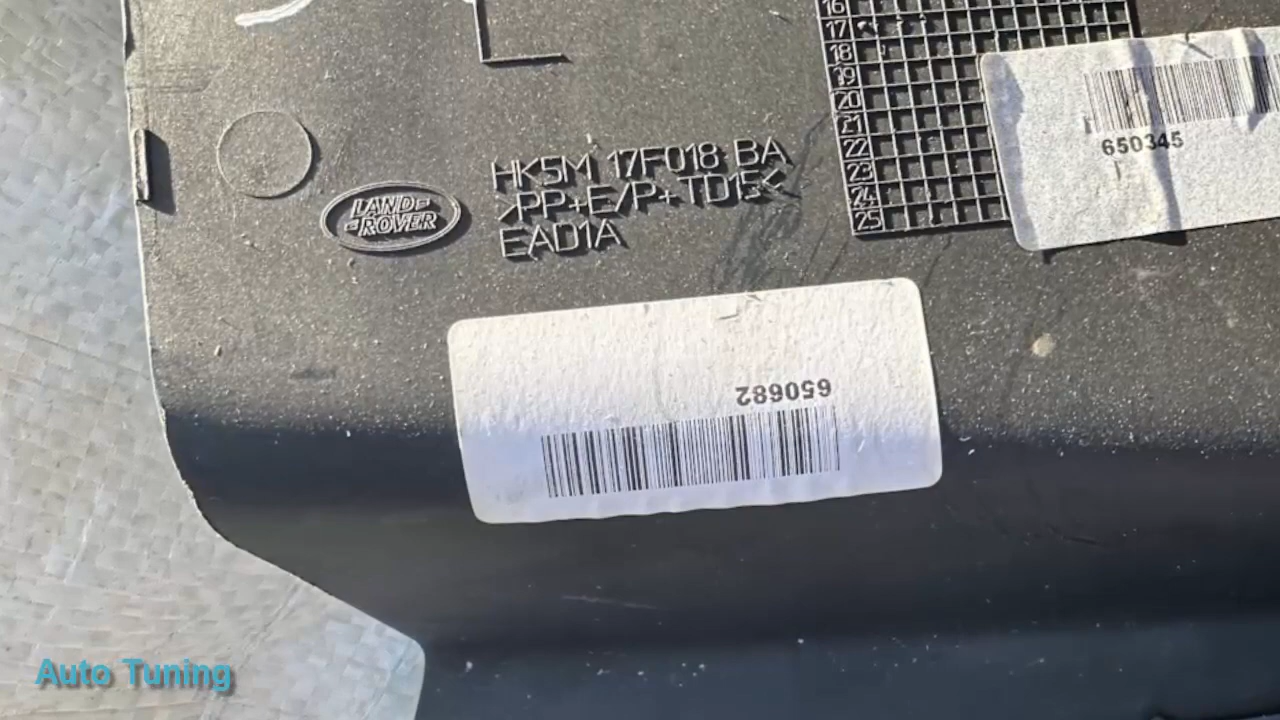 16
17
18
19
20
21
22
23
24
25
650345
HK5M 17F018 BA
>PP+E/P+TD15<
EAD1A
LAND
ROVER
650682
Auto Tuning